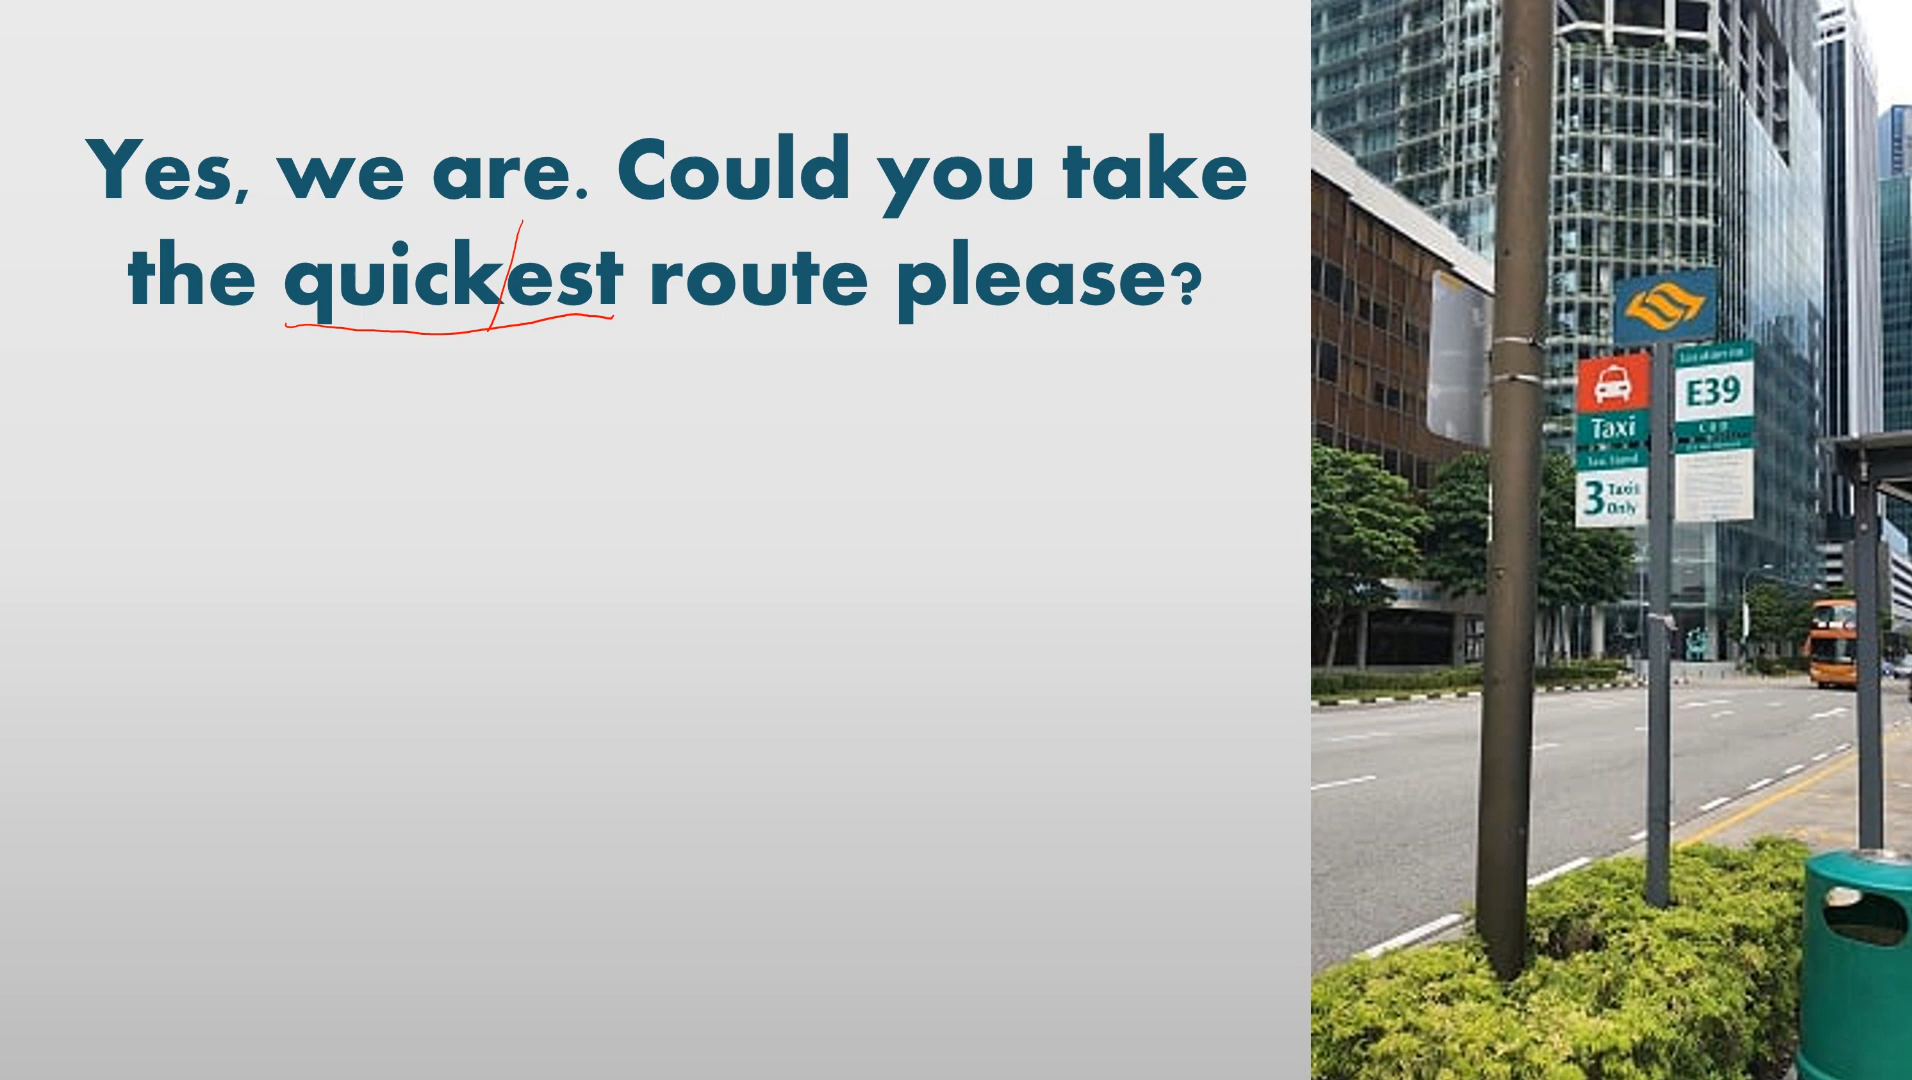 Yes, we are. Could you take
the quickest route please?
Taxi
3 Taxis
Only
E39